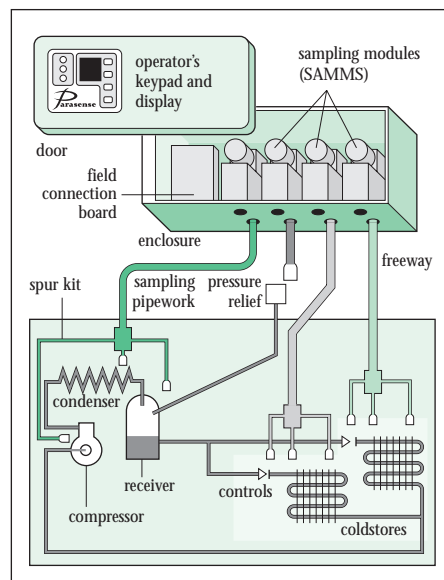 operator's
keypad and
display
Parasense
sampling modules
(SAMMS)
door
field
connection
board
enclosure
freeway
spur kit
sampling
pipework
pressure
relief
condenser
receiver
controls
compressor
coldstores